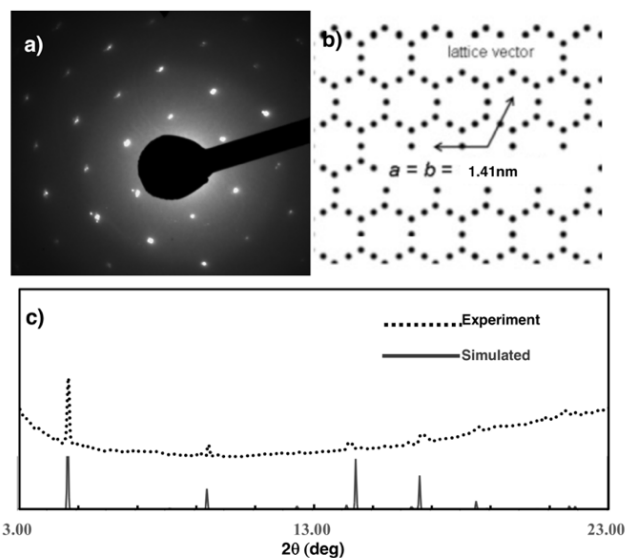 a)
b)
lattice vector
a = b = 1.41nm
c)
Experiment
Simulated
3.00 13.00 23.00
2θ (deg)